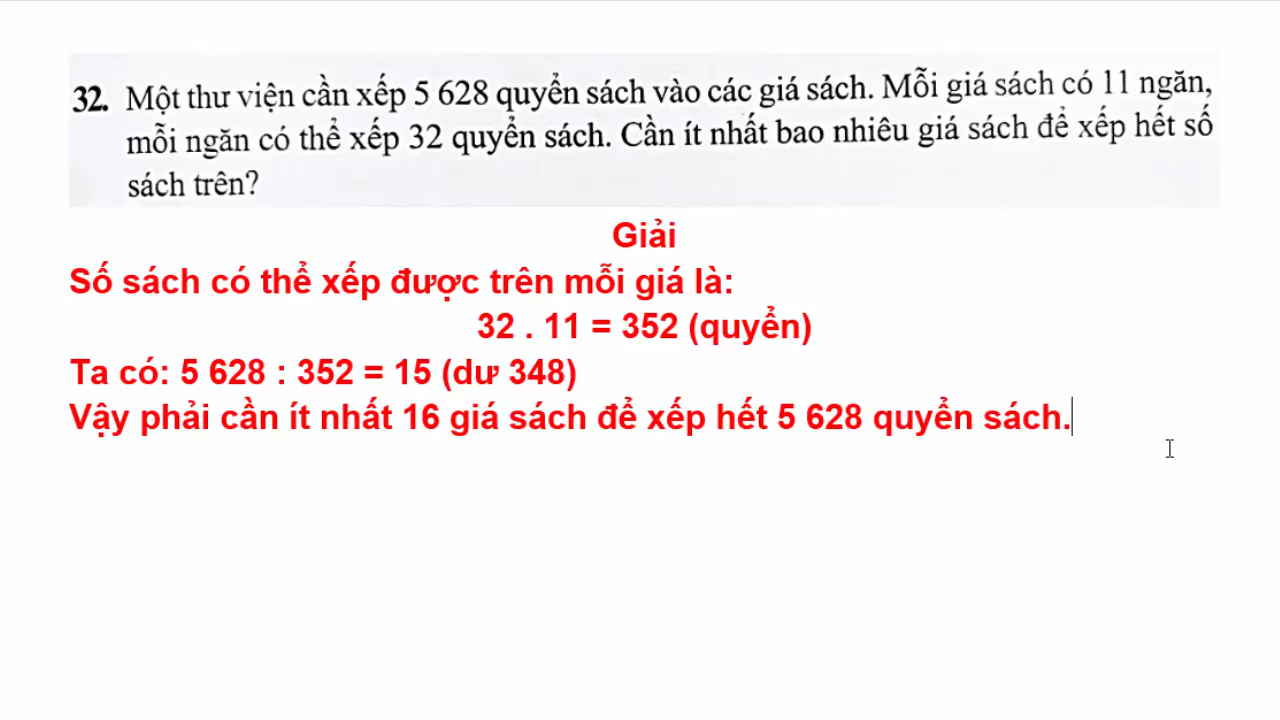 32. Một thư viện cần xếp 5 628 quyển sách vào các giá sách. Mỗi giá sách có 11 ngăn,
mỗi ngăn có thể xếp 32 quyển sách. Cần ít nhất bao nhiêu giá sách để xếp hết số
sách trên?
Giải
Số sách có thể xếp được trên mỗi giá là:
32 . 11 = 352 (quyển)
Ta có: 5 628 : 352 = 15 (dư 348)
Vậy phải cần ít nhất 16 giá sách để xếp hết 5 628 quyển sách.